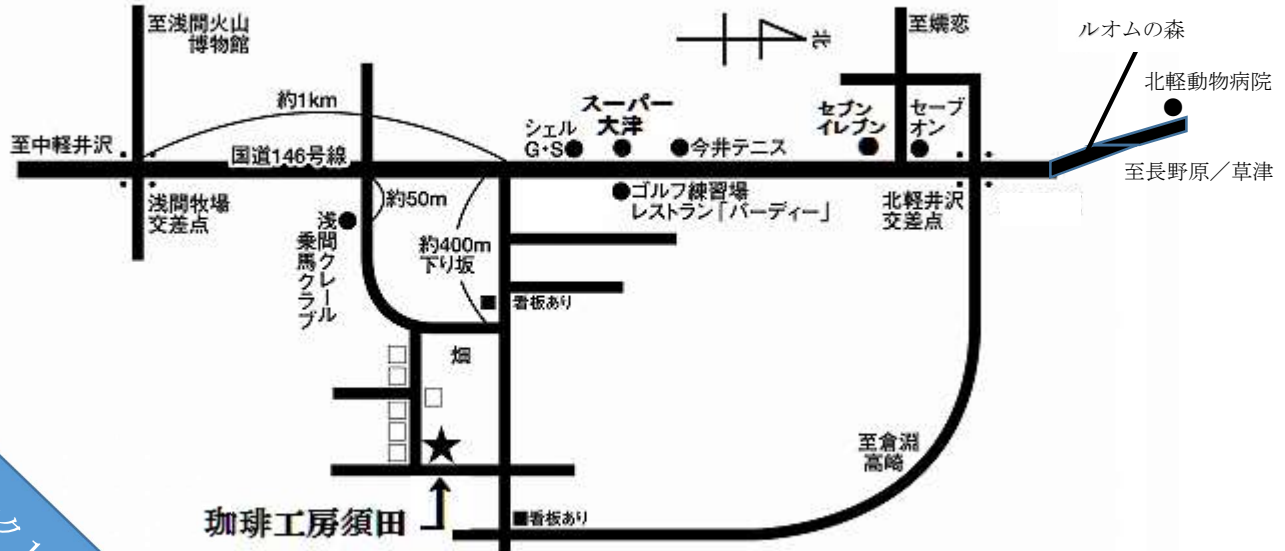 至浅間火山
博物館
約1km
至中軽井沢
国道146号線
浅間牧場
交差点
約50m
浅間クレール
乗馬クラブ
約400m
下り坂
シェル
G・S
スーパー
大津
今井テニス
セブン
イレブン
セーブ
オン
至嬬恋
北
ルオムの森
北軽動物病院
至長野原／草津
ゴルフ練習場
レストラン「バーディー」
北軽井沢
交差点
看板あり
畑
至倉淵
高崎
珈琲工房須田
看板あり